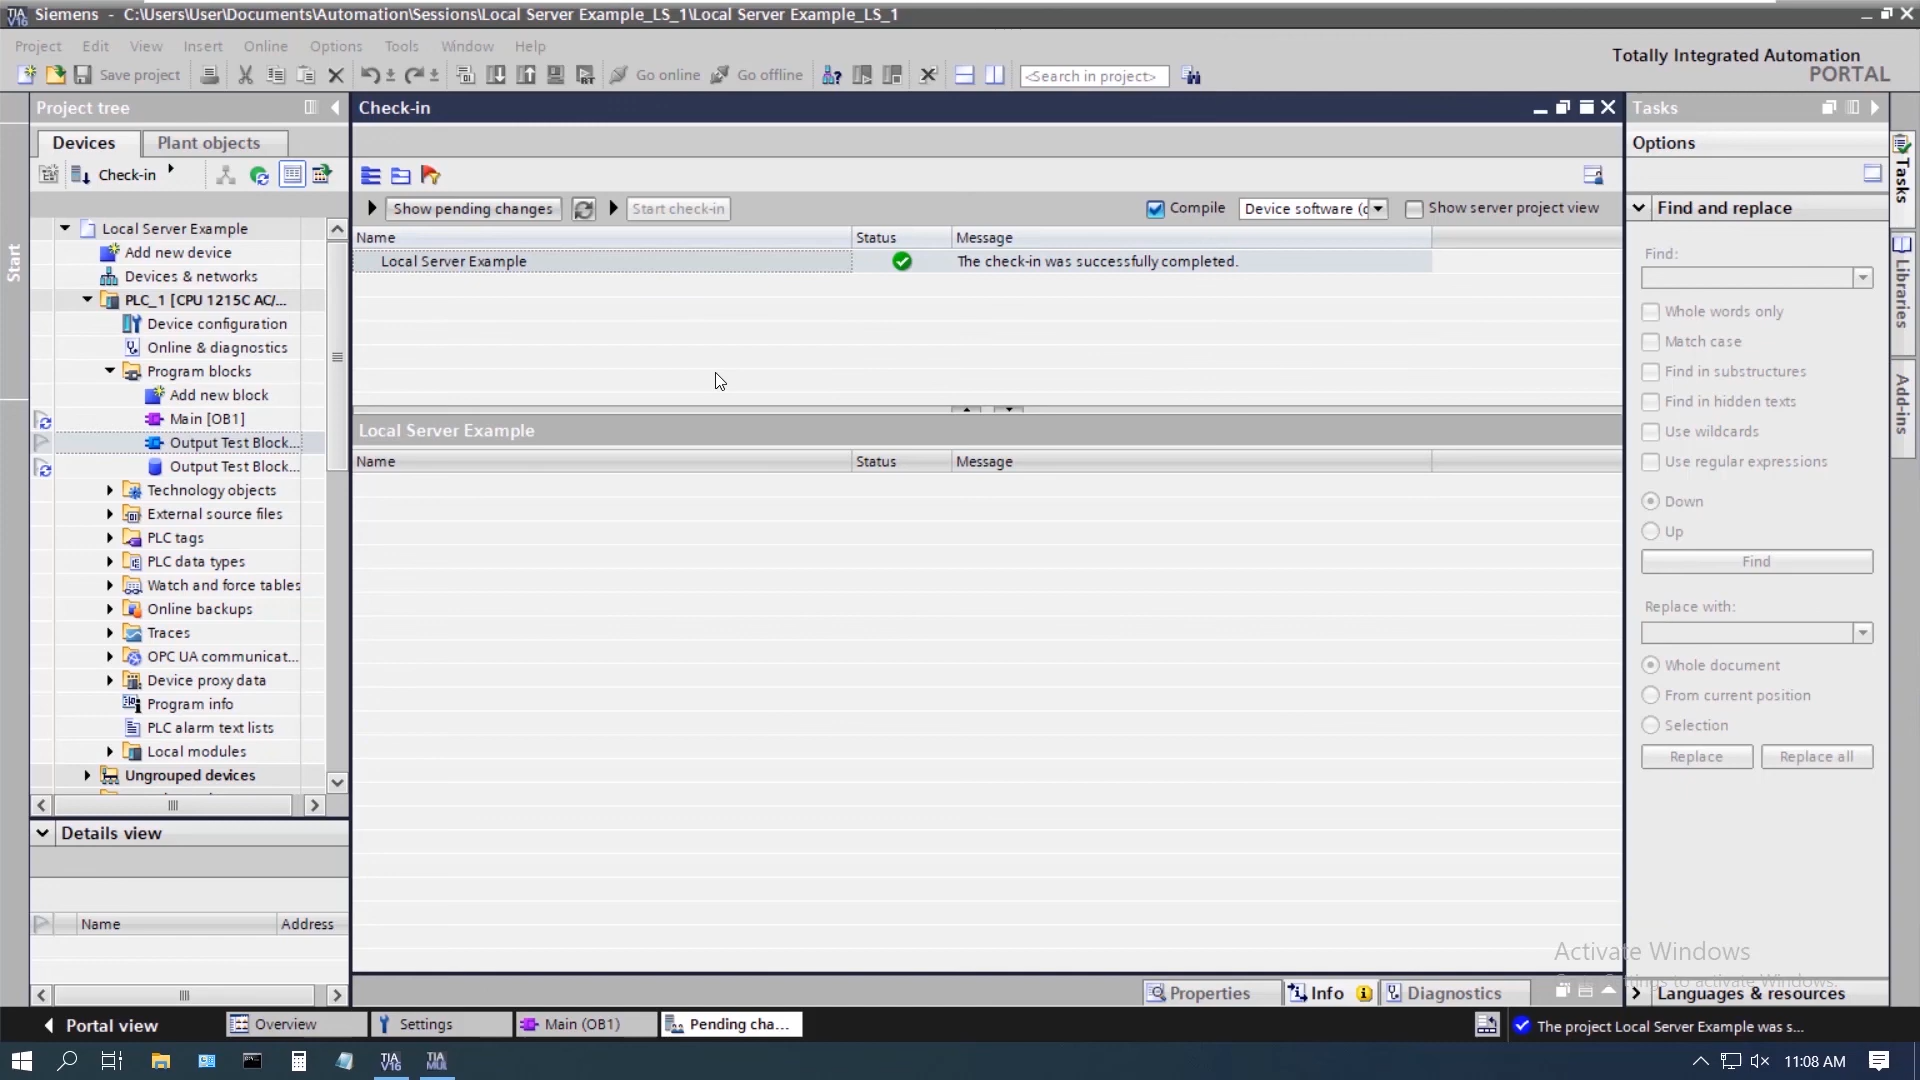 Siemens - C:\Users\User\Documents\Automation\Sessions\Local Server Example_LS_1\Local Server Example_LS_1
Project Edit View Insert Online Options Tools Window Help
Totally Integrated Automation
PORTAL
Save project
Go online
Go offline
<Search in project>
Project tree
Check-in
Tasks
Devices
Plant objects
Options
Check-in
Show pending changes
Start check-in
Compile
Device software (c
Show server project view
Find and replace
Name Status Message
Local Server Example
The check-in was successfully completed.
Local Server Example
Add new device
Devices & networks
PLC_1 [CPU 1215C AC/...
Device configuration
Online & diagnostics
Program blocks
Add new block
Main [OB1]
Output Test Block...
Output Test Block...
Technology objects
External source files
PLC tags
PLC data types
Watch and force tables
Online backups
Traces
OPC UA communicat...
Device proxy data
Program info
PLC alarm text lists
Local modules
Ungrouped devices
Local Server Example
Name Status Message
Find:
Whole words only
Match case
Find in substructures
Find in hidden texts
Use wildcards
Use regular expressions
Down
Up
Find
Replace with:
Whole document
From current position
Selection
Replace
Replace all
Start
Tasks
Libraries
Add-ins
Details view
Name Address
Activate Windows
Properties
Info
Diagnostics
Languages & resources
Portal view
Overview
Settings
Main (OB1)
Pending cha...
The project Local Server Example was s...
11:08 AM